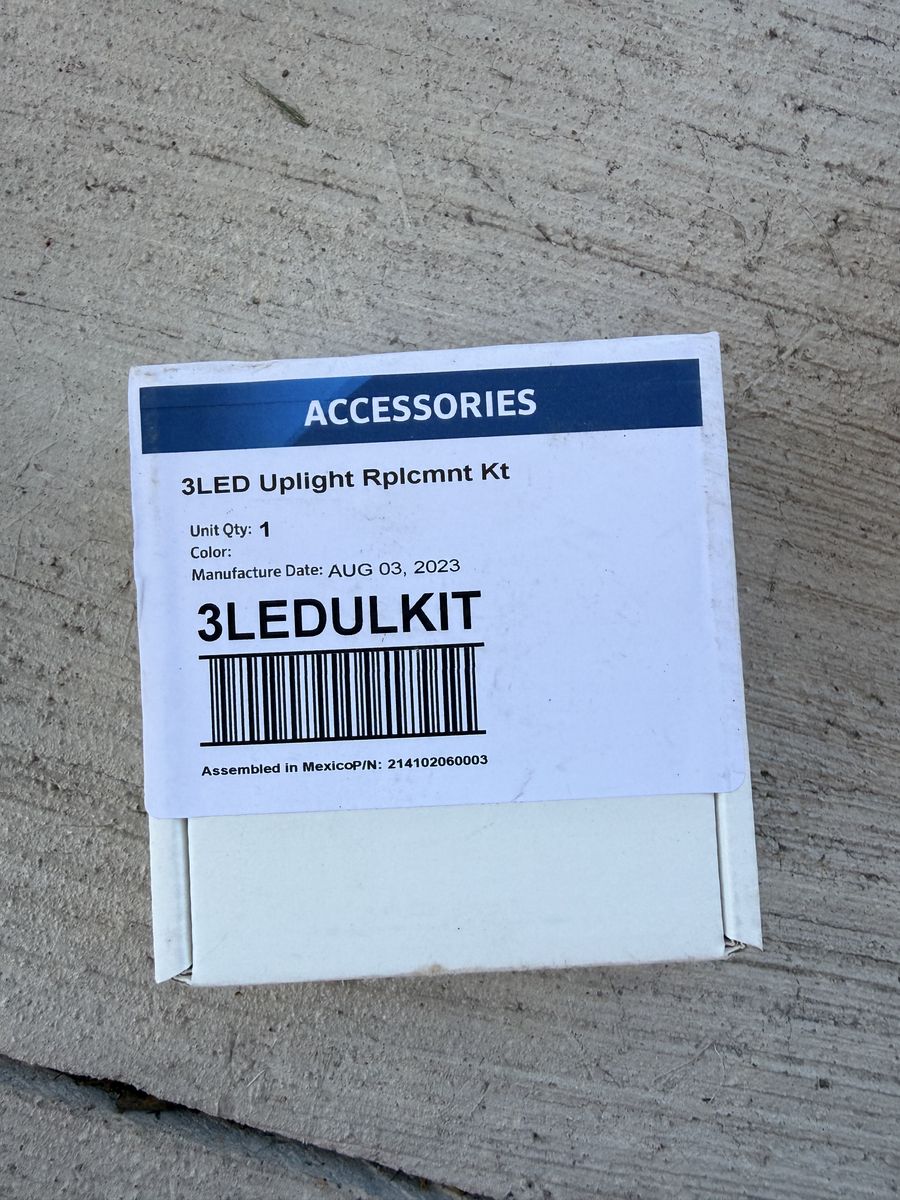 ACCESSORIES
3LED Uplight Rplcmnt Kt
Unit Qty: 1
Color:
Manufacture Date: AUG 03, 2023
3LEDULKIT
Assembled in MexicoP/N: 214102060003